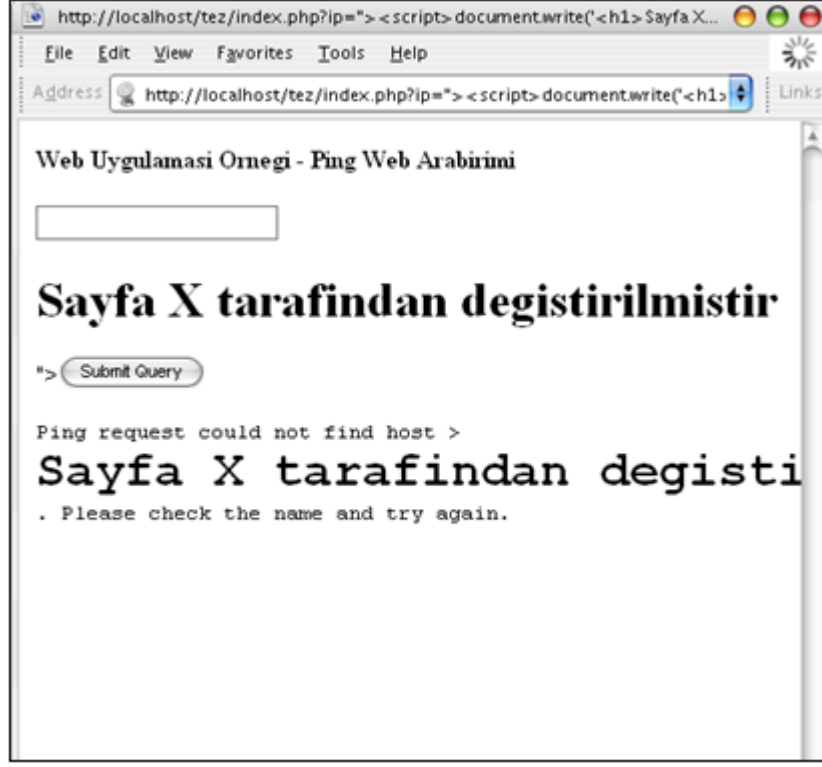 http://localhost/tez/index.php?ip="><script>document.write('<h1>Sayfa X...
File Edit View Favorites Tools Help
Address http://localhost/tez/index.php?ip="><script>document.write('<h1> Links
Web Uygulamasi Ornegi - Ping Web Arabirimi
Sayfa X tarafindan degistirilmistir
"> Submit Query
Ping request could not find host >
Sayfa X tarafindan degisti
. Please check the name and try again.